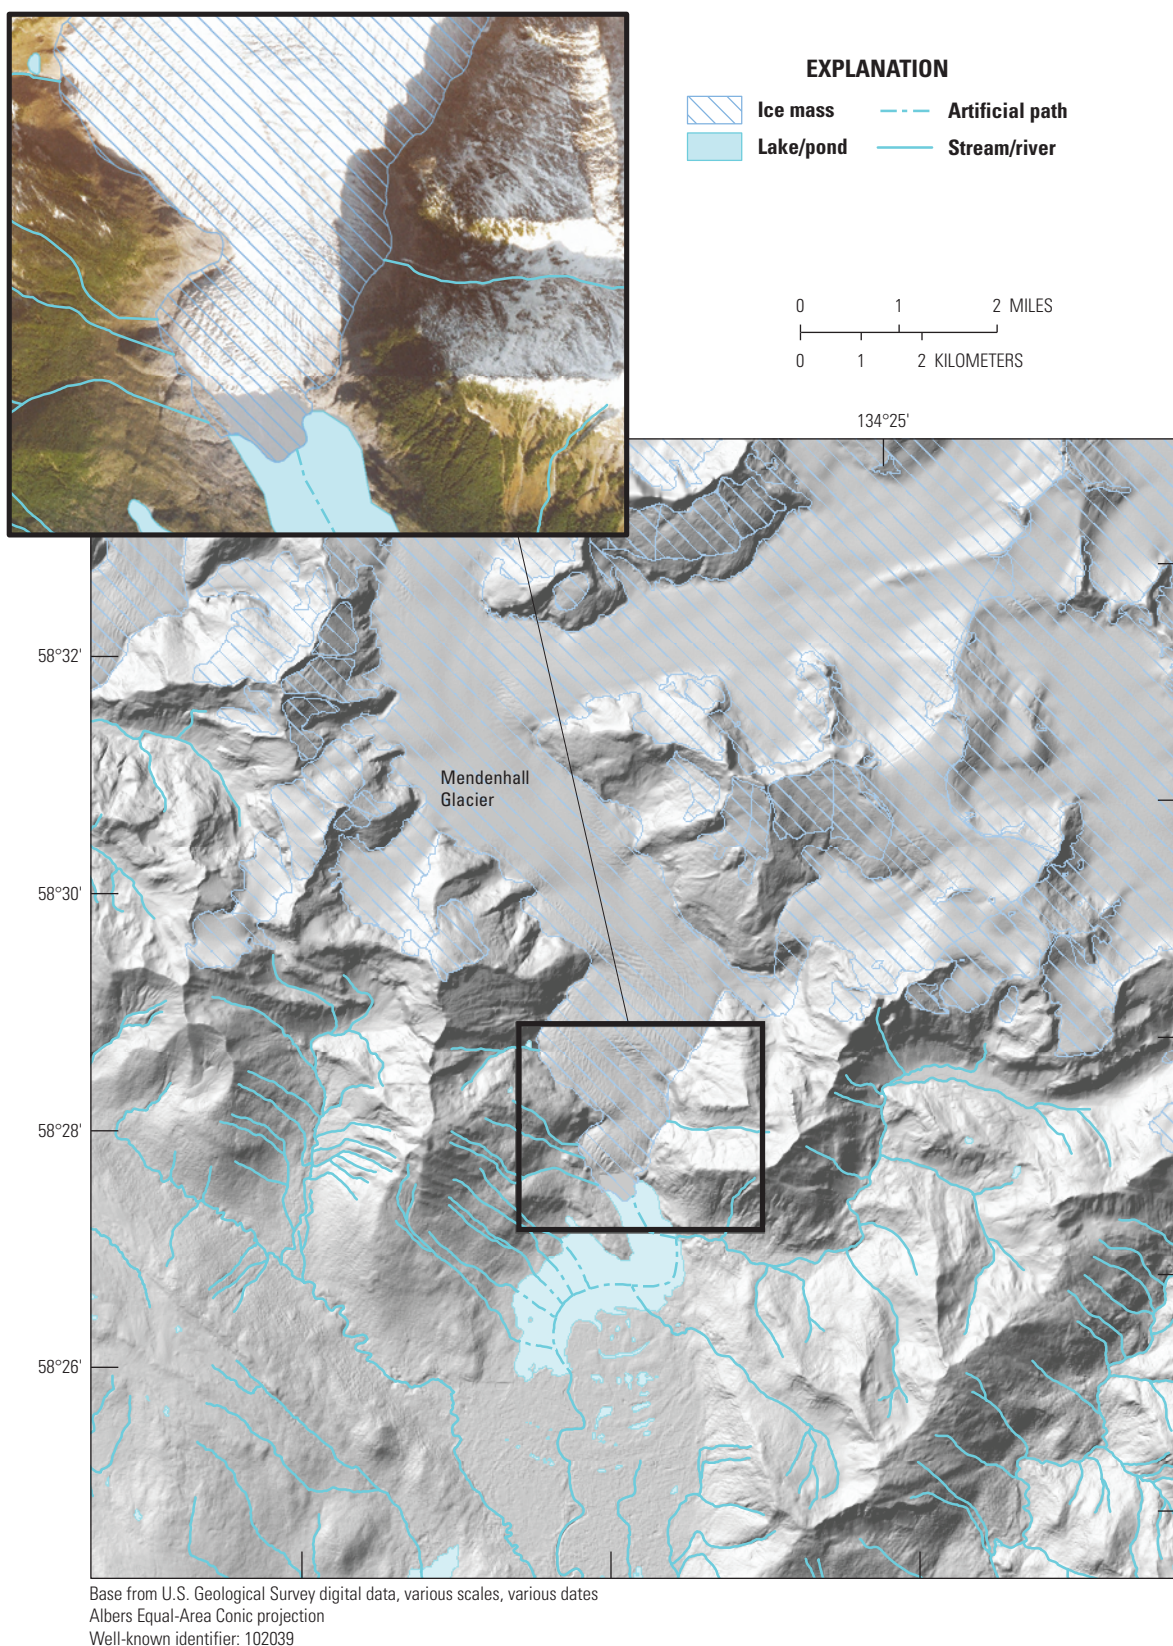 EXPLANATION
Ice mass
Artificial path
Lake/pond
Stream/river
0 1 2 MILES
0 1 2 KILOMETERS
134°25'
58°32'
Mendenhall
Glacier
58°30'
58°28'
58°26'
Base from U.S. Geological Survey digital data, various scales, various dates
Albers Equal-Area Conic projection
Well-known identifier: 102039